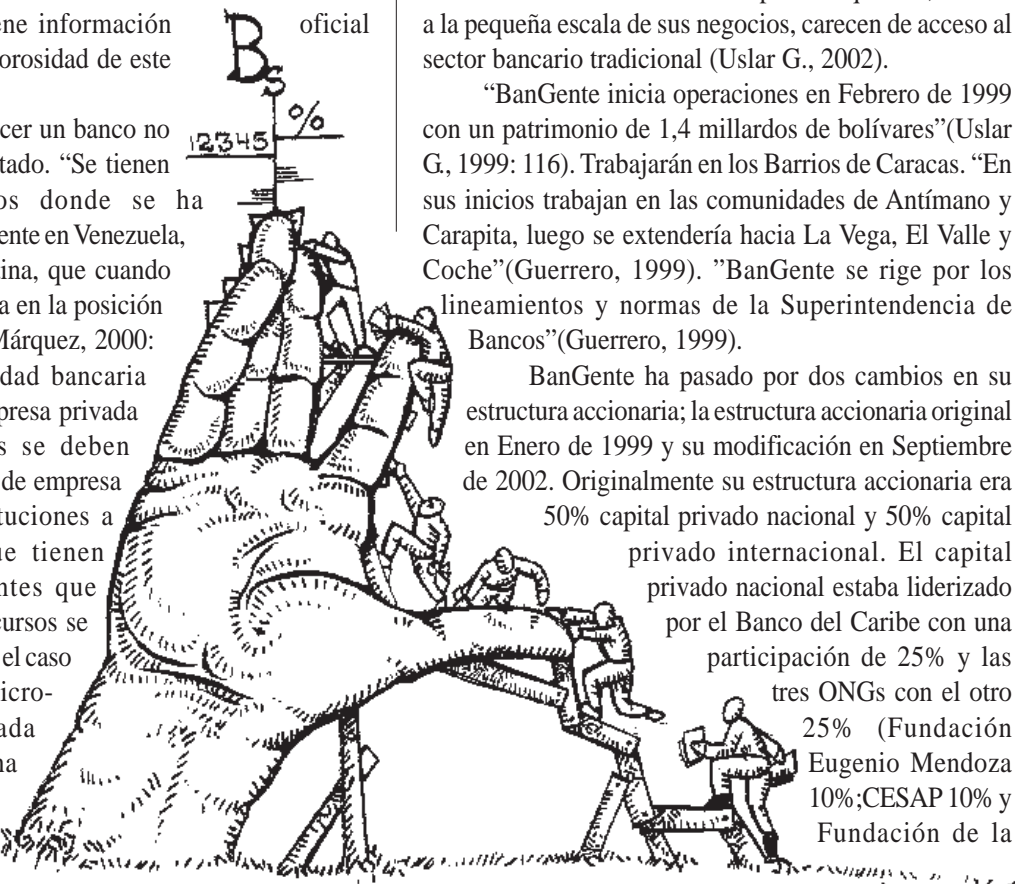 ene información oficial
orosidad de este
cer un banco no
tado. “Se tienen
os donde se ha
ente en Venezuela,
ina, que cuando
a en la posición
Márquez, 2000:
dad bancaria
presa privada
s se deben
de empresa
tuciones a
ue tienen
ntes que
cursos se
el caso
icro-
ada
na
Bs
%
12345
a la pequeña escala de sus negocios, carecen de acceso al
sector bancario tradicional (Uslar G., 2002).
“BanGente inicia operaciones en Febrero de 1999
con un patrimonio de 1,4 millardos de bolívares”(Uslar
G., 1999: 116). Trabajarán en los Barrios de Caracas. “En
sus inicios trabajan en las comunidades de Antímano y
Carapita, luego se extendería hacia La Vega, El Valle y
Coche”(Guerrero, 1999). ”BanGente se rige por los
lineamientos y normas de la Superintendencia de
Bancos”(Guerrero, 1999).
BanGente ha pasado por dos cambios en su
estructura accionaria; la estructura accionaria original
en Enero de 1999 y su modificación en Septiembre
de 2002. Originalmente su estructura accionaria era
50% capital privado nacional y 50% capital
privado internacional. El capital
privado nacional estaba liderizado
por el Banco del Caribe con una
participación de 25% y las
tres ONGs con el otro
25% (Fundación
Eugenio Mendoza
10%;CESAP 10% y
Fundación de la